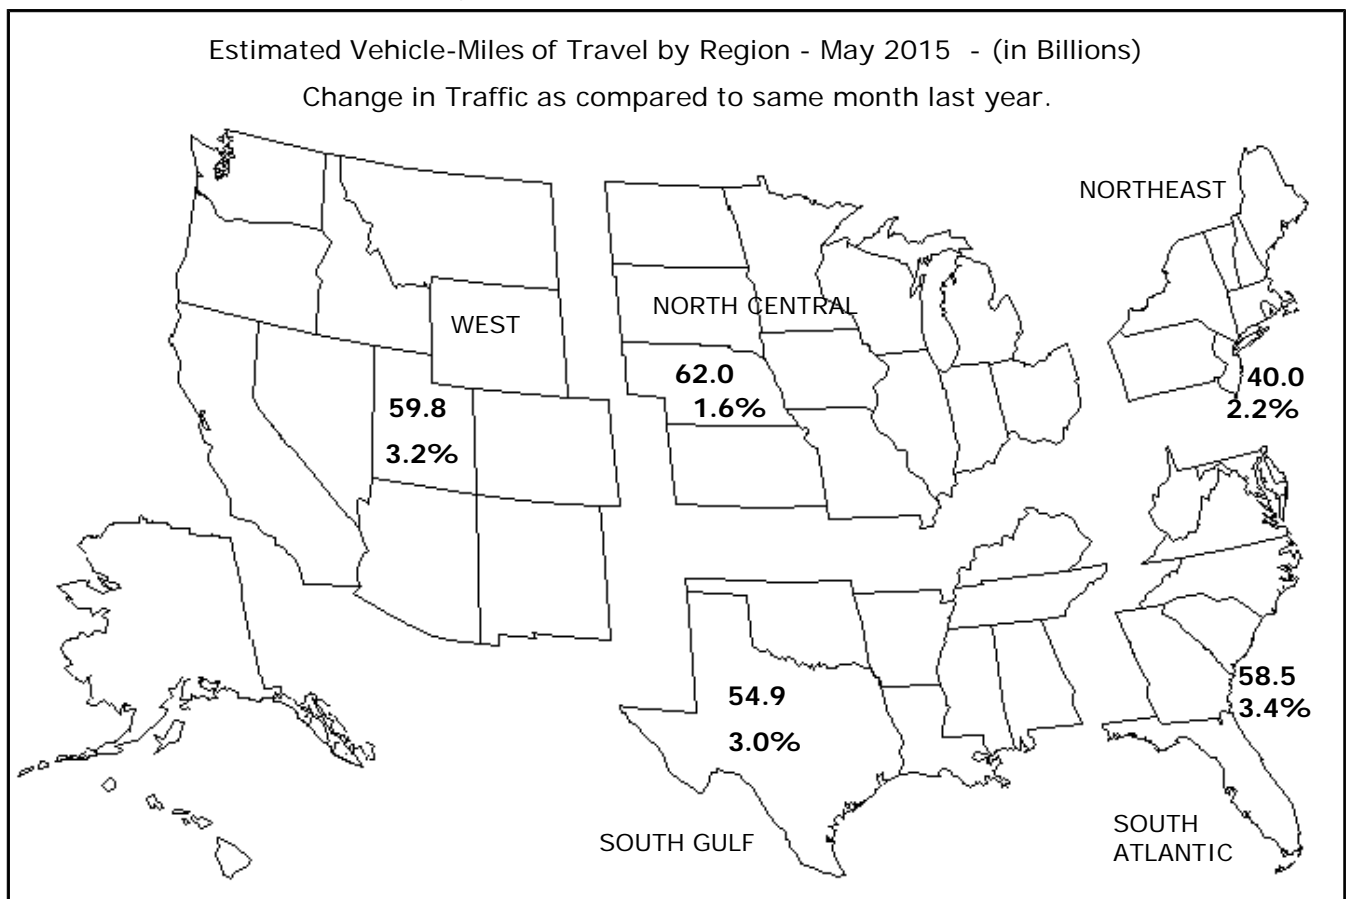 Estimated Vehicle-Miles of Travel by Region - May 2015 - (in Billions)
Change in Traffic as compared to same month last year.
NORTHEAST
WEST
NORTH CENTRAL
62.0
1.6%
40.0
2.2%
59.8
3.2%
58.5
3.4%
54.9
3.0%
SOUTH GULF
SOUTH
ATLANTIC